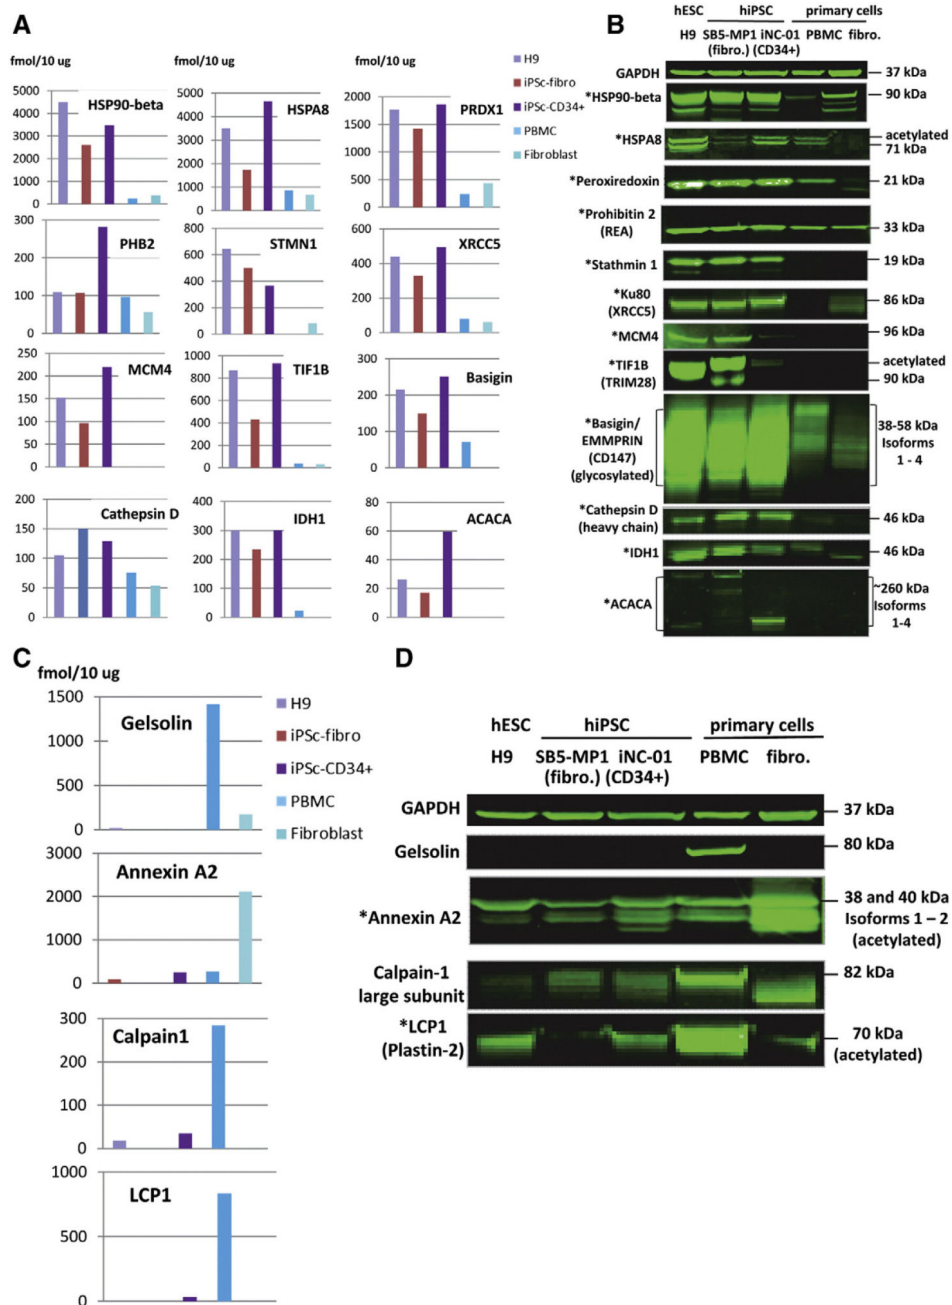 A
fmol/10 ug
fmol/10 ug
fmol/10 ug
H9
iPSc-fibro
iPSc-CD34+
PBMC
Fibroblast
HSP90-beta
5000
4000
3000
2000
1000
0
HSPA8
5000
4000
3000
2000
1000
0
PRDX1
2000
1500
1000
500
0
PHB2
300
200
100
0
STMN1
800
600
400
200
0
XRCC5
600
400
200
0
MCM4
250
200
150
100
50
0
TIF1B
1000
800
600
400
200
0
Basigin
300
200
100
0
Cathepsin D
200
150
100
50
0
IDH1
400
300
200
100
0
ACACA
80
60
40
20
0
B
hESC hiPSC primary cells
H9 SB5-MP1 iNC-01 PBMC fibro.
(fibro.) (CD34+)
GAPDH 37 kDa
*HSP90-beta 90 kDa
*HSPA8 acetylated
71 kDa
*Peroxiredoxin 21 kDa
*Prohibitin 2
(REA) 33 kDa
*Stathmin 1 19 kDa
*Ku80
(XRCC5) 86 kDa
*MCM4 96 kDa
*TIF1B acetylated
(TRIM28) 90 kDa
*Basigin/
EMMPRIN
(CD147)
(glycosylated)
38-58 kDa
Isoforms
1 - 4
*Cathepsin D
(heavy chain) 46 kDa
*IDH1 46 kDa
*ACACA
~260 kDa
Isoforms
1-4
C
fmol/10 ug
H9
iPSc-fibro
iPSc-CD34+
PBMC
Fibroblast
Gelsolin
1500
1000
500
0
Annexin A2
3000
2000
1000
0
Calpain1
300
200
100
0
LCP1
1000
500
0
D
hESC hiPSC primary cells
H9 SB5-MP1 iNC-01 PBMC fibro.
(fibro.) (CD34+)
GAPDH 37 kDa
Gelsolin 80 kDa
*Annexin A2 38 and 40 kDa
Isoforms 1 – 2
(acetylated)
Calpain-1 82 kDa
large subunit
*LCP1
(Plastin-2) 70 kDa
(acetylated)